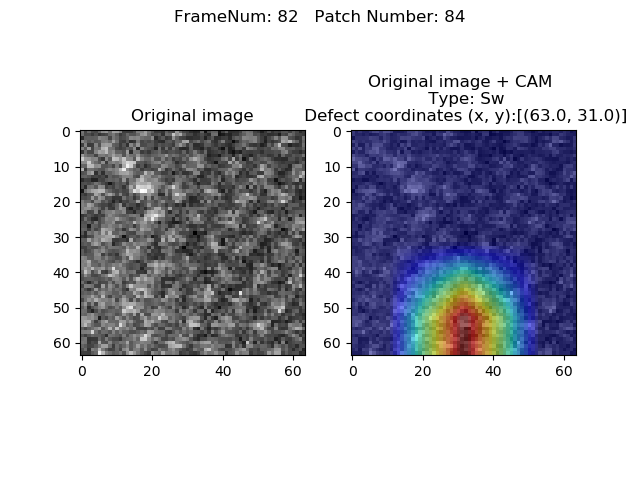 FrameNum: 82   Patch Number: 84
Original image
0
10
20
30
40
50
60
0 20 40 60
Original image + CAM
Type: Sw
Defect coordinates (x, y):[(63.0, 31.0)]
0
10
20
30
40
50
60
0 20 40 60